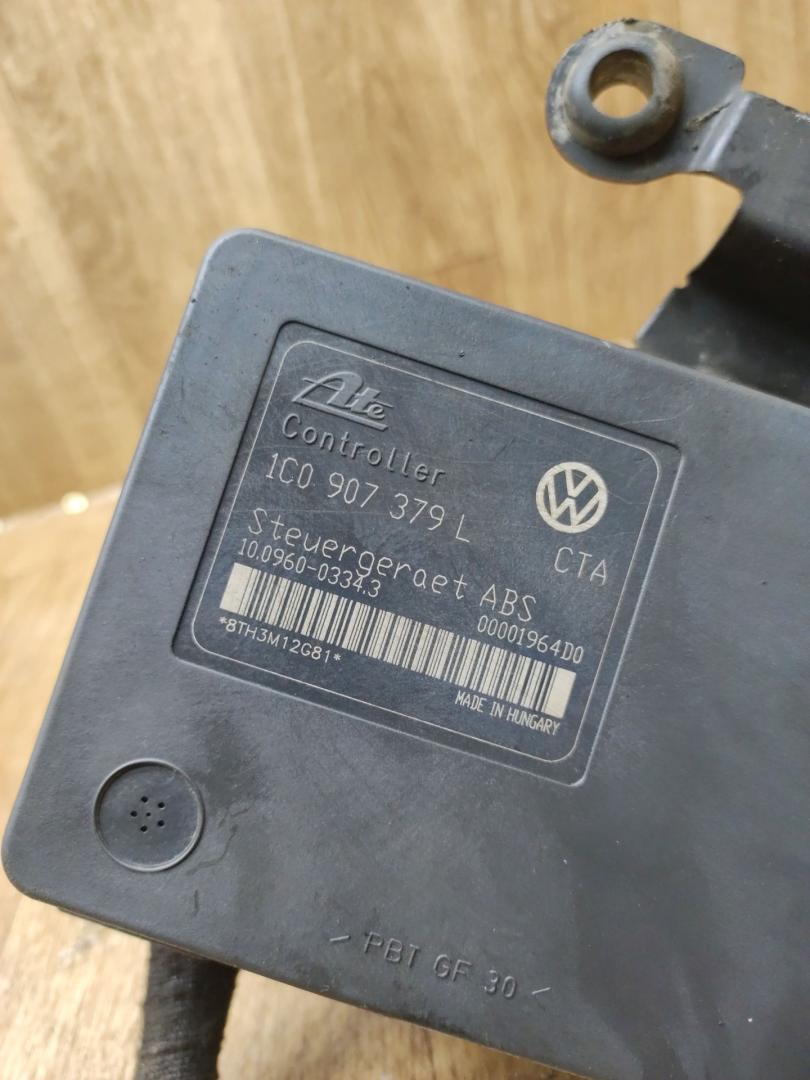 Ate
Controller
1C0 907 379 L
VW
CTA
Steuergeraet ABS
10.0960-0334.3
00001964D0
*8TH3M12G81*
MADE IN HUNGARY
PBT GF 30